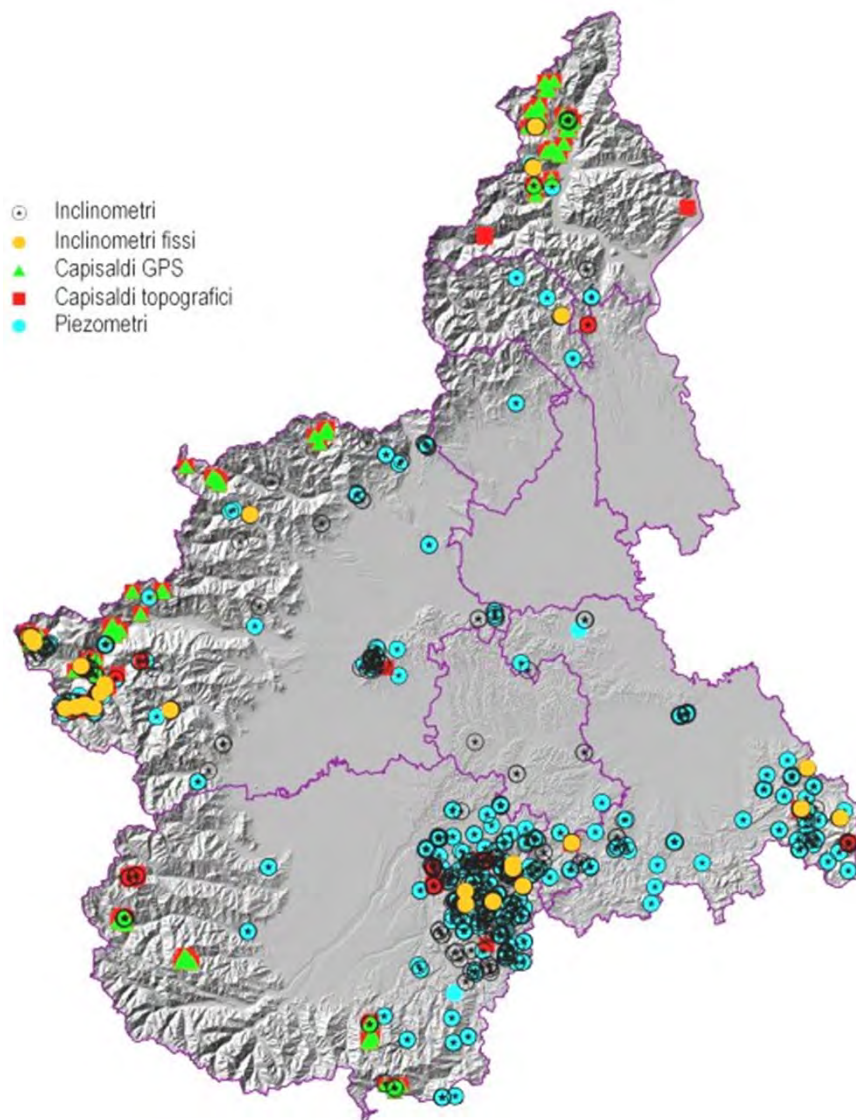 Inclinometri
Inclinometri fissi
Capisaldi GPS
Capisaldi topografici
Piezometri